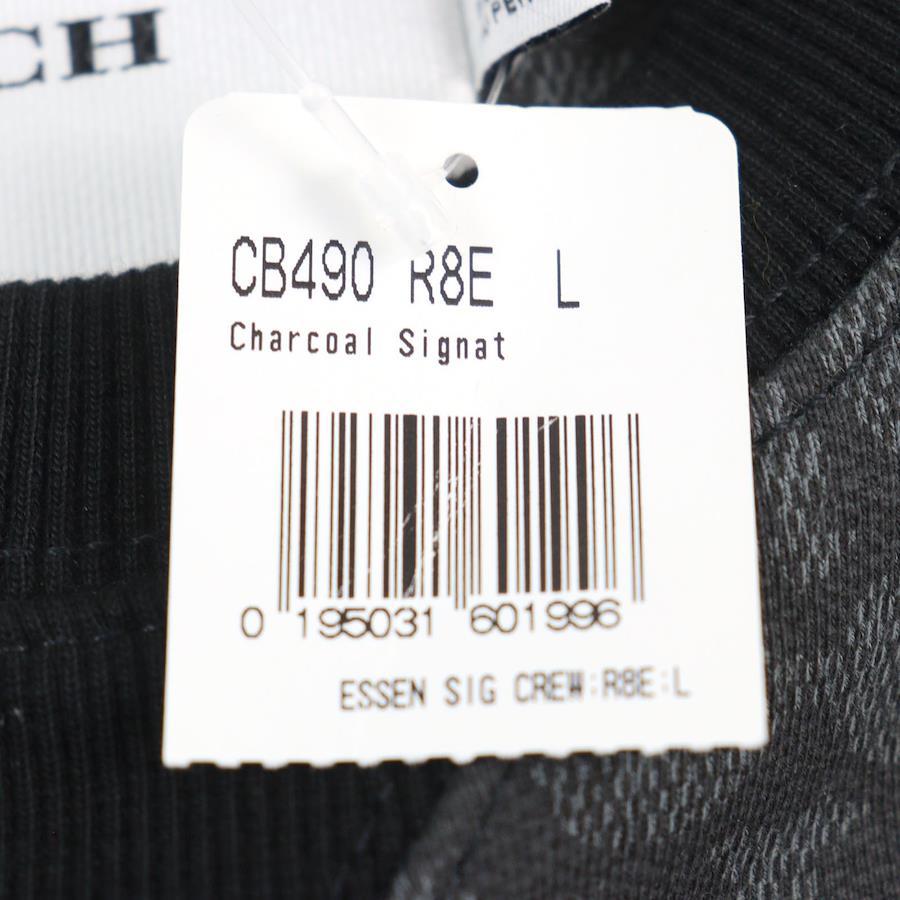 CH
CB490 R8E L
Charcoal Signat
0 195031 601996
ESSEN SIG CREW:R8E:L